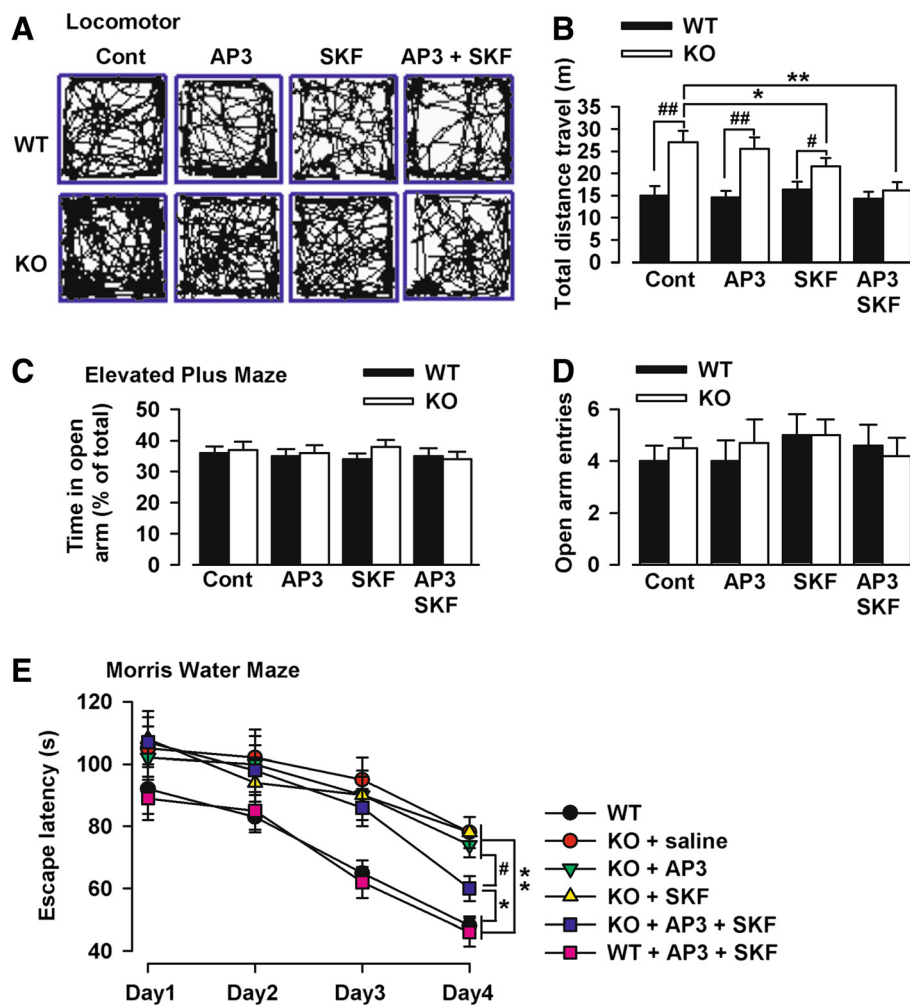 A Locomotor
Cont AP3 SKF AP3 + SKF
WT
KO
B
WT
KO
Total distance travel (m)
35
30
25
20
15
10
5
0
##
##
#
*
**
Cont AP3 SKF AP3
SKF
C Elevated Plus Maze
WT
KO
Time in open
arm (% of total)
50
40
30
20
10
0
Cont AP3 SKF AP3
SKF
D
WT
KO
Open arm entries
6
4
2
0
Cont AP3 SKF AP3
SKF
E Morris Water Maze
Escape latency (s)
120
100
80
60
40
Day1 Day2 Day3 Day4
#
*
**
WT
KO + saline
KO + AP3
KO + SKF
KO + AP3 + SKF
WT + AP3 + SKF